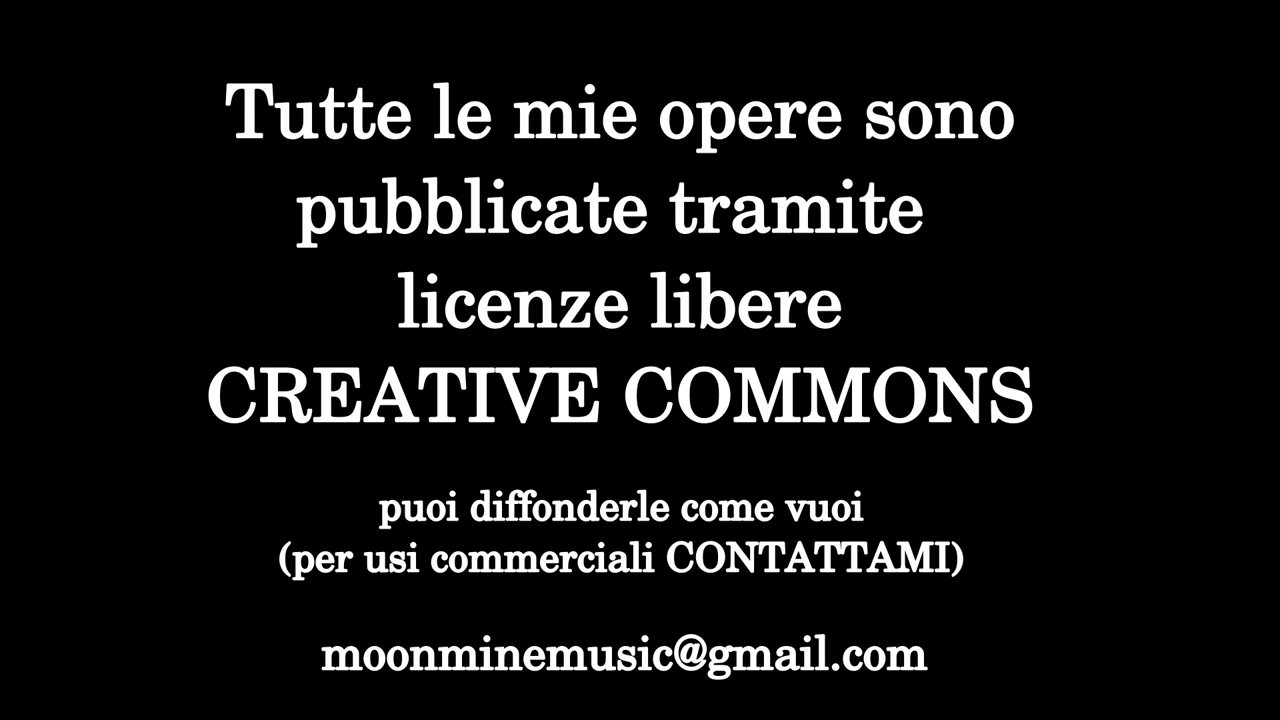 Tutte le mie opere sono
pubblicate tramite
licenze libere
CREATIVE COMMONS
puoi diffonderle come vuoi
(per usi commerciali CONTATTAMI)
moonminemusic@gmail.com